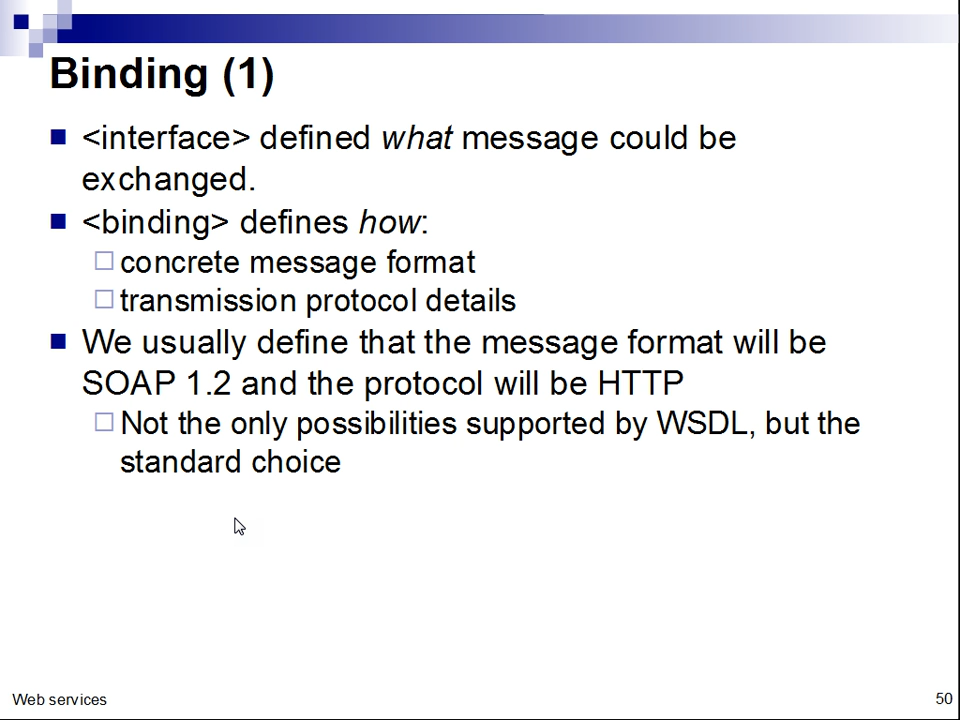 Binding (1)
<interface> defined what message could be
exchanged.
<binding> defines how:
concrete message format
transmission protocol details
We usually define that the message format will be
SOAP 1.2 and the protocol will be HTTP
Not the only possibilities supported by WSDL, but the
standard choice
Web services
50